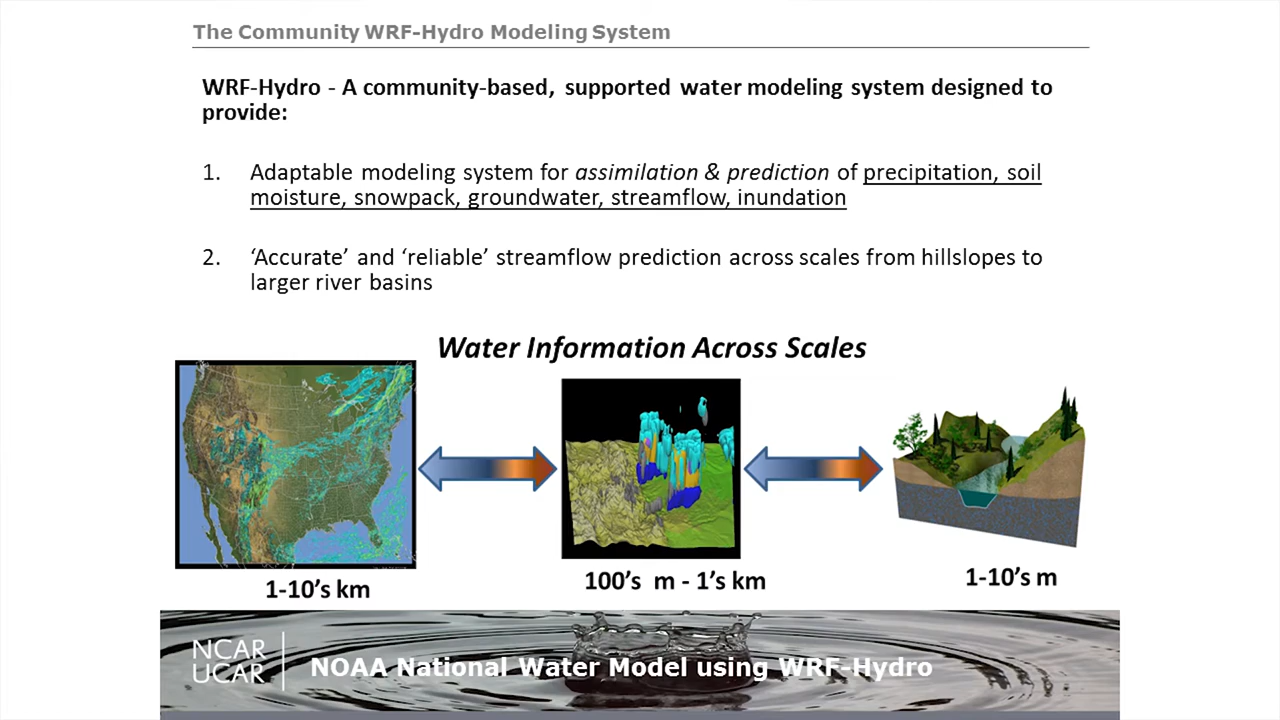 The Community WRF-Hydro Modeling System
WRF-Hydro - A community-based, supported water modeling system designed to
provide:
1. Adaptable modeling system for assimilation & prediction of precipitation, soil
moisture, snowpack, groundwater, streamflow, inundation
2. ‘Accurate’ and ‘reliable’ streamflow prediction across scales from hillslopes to
larger river basins
Water Information Across Scales
1-10’s km
100’s m - 1’s km
1-10’s m
NCAR
UCAR
NOAA National Water Model using WRF-Hydro